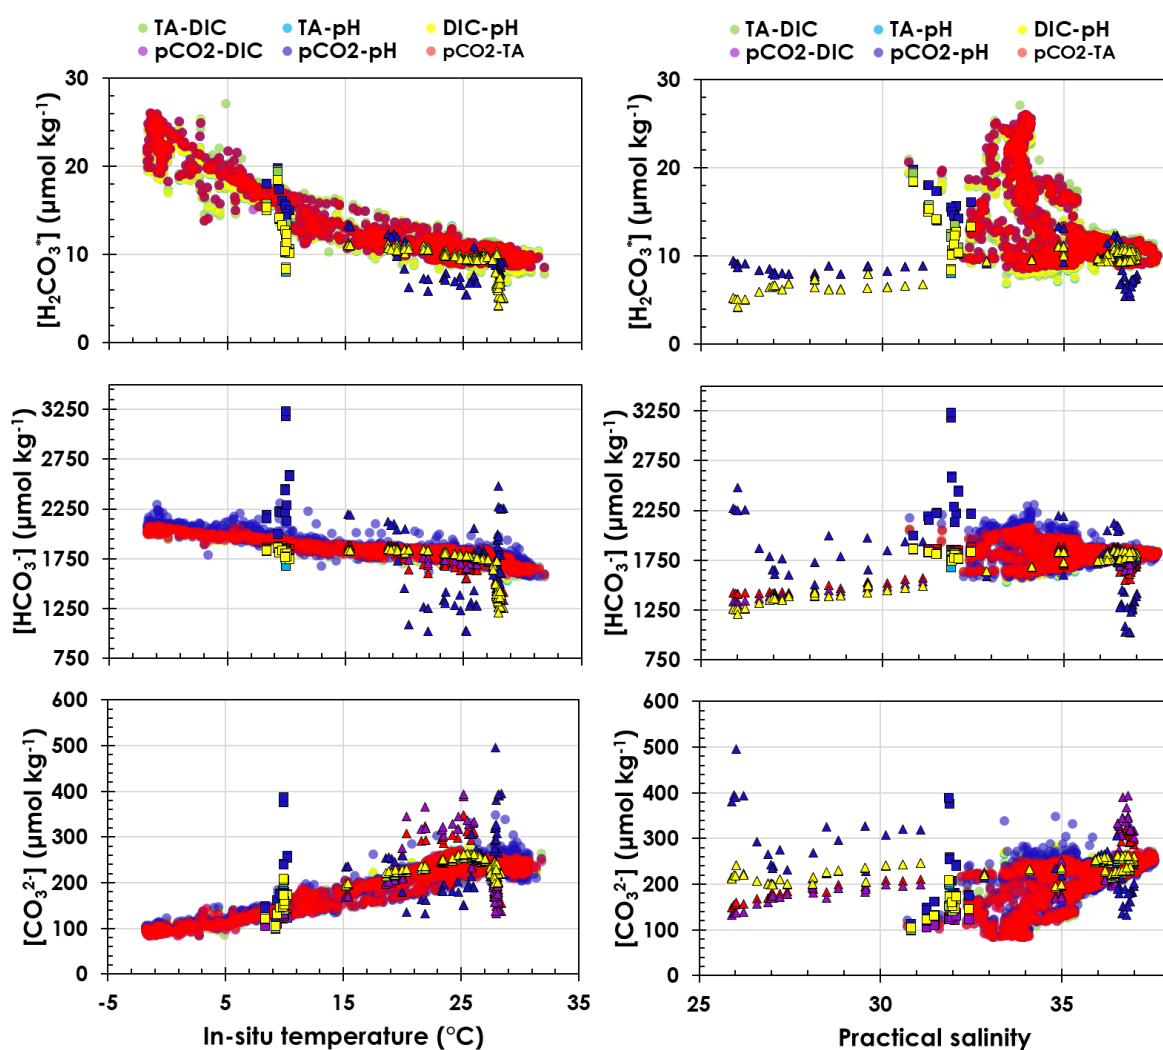 TA-DIC TA-pH DIC-pH
pCO2-DIC pCO2-pH pCO2-TA
TA-DIC TA-pH DIC-pH
pCO2-DIC pCO2-pH pCO2-TA
[H₂CO₃*] (µmol kg⁻¹)
30
20
10
0
[H₂CO₃*] (µmol kg⁻¹)
30
20
10
0
25 30 35
[HCO₃⁻] (µmol kg⁻¹)
3250
2750
2250
1750
1250
750
[HCO₃⁻] (µmol kg⁻¹)
3250
2750
2250
1750
1250
750
[CO₃²⁻] (µmol kg⁻¹)
600
500
400
300
200
100
0
-5 5 15 25 35
In-situ temperature (°C)
[CO₃²⁻] (µmol kg⁻¹)
600
500
400
300
200
100
0
25 30 35
Practical salinity